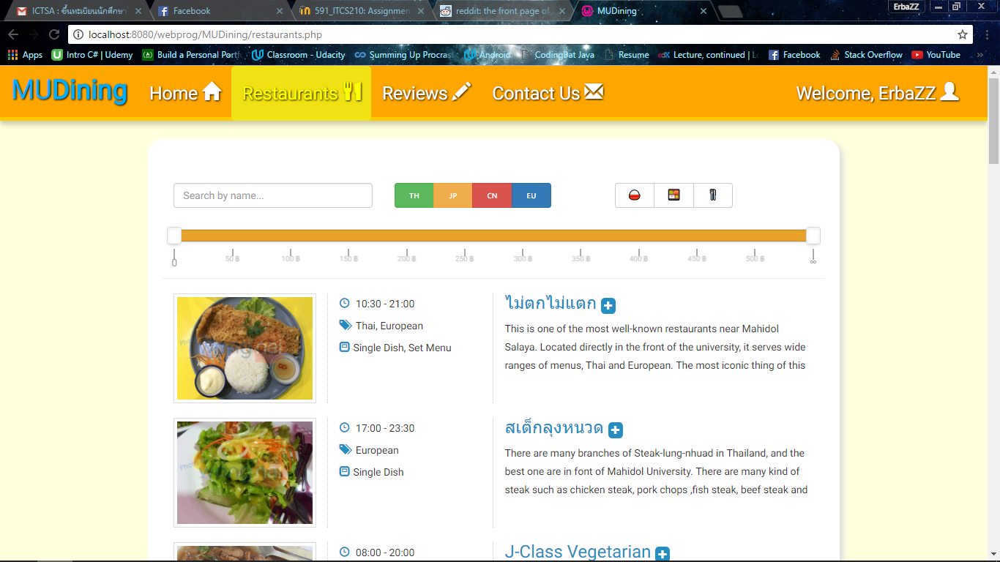 ICTSA : ขึ้นทะเบียนนักศึกษา
Facebook
591_ITCS210: Assignmen
reddit: the front page of
MUDining
ErbaZZ
localhost:8080/webprog/MUDining/restaurants.php
Apps
Intro C# | Udemy
Build a Personal Portf
Classroom - Udacity
Summing Up Procras
Android
CodingBat Java
Resume
edX
Lecture, continued | Le
Facebook
Stack Overflow
YouTube
MUDining
Home
Restaurants
Reviews
Contact Us
Welcome, ErbaZZ
Search by name...
TH
JP
CN
EU
0
50 ฿
100 ฿
150 ฿
200 ฿
250 ฿
300 ฿
350 ฿
400 ฿
450 ฿
500 ฿
∞
10:30 - 21:00
Thai, European
Single Dish, Set Menu
ไม่ตกไม่แตก
This is one of the most well-known restaurants near Mahidol
Salaya. Located directly in the front of the university, it serves wide
ranges of menus, Thai and European. The most iconic thing of this
17:00 - 23:30
European
Single Dish
สเต็กลุงหนวด
There are many branches of Steak-lung-nhuad in Thailand, and the
best one are in font of Mahidol University. There are many kind of
steak such as chicken steak, pork chops ,fish steak, beef steak and
08:00 - 20:00
J-Class Vegetarian